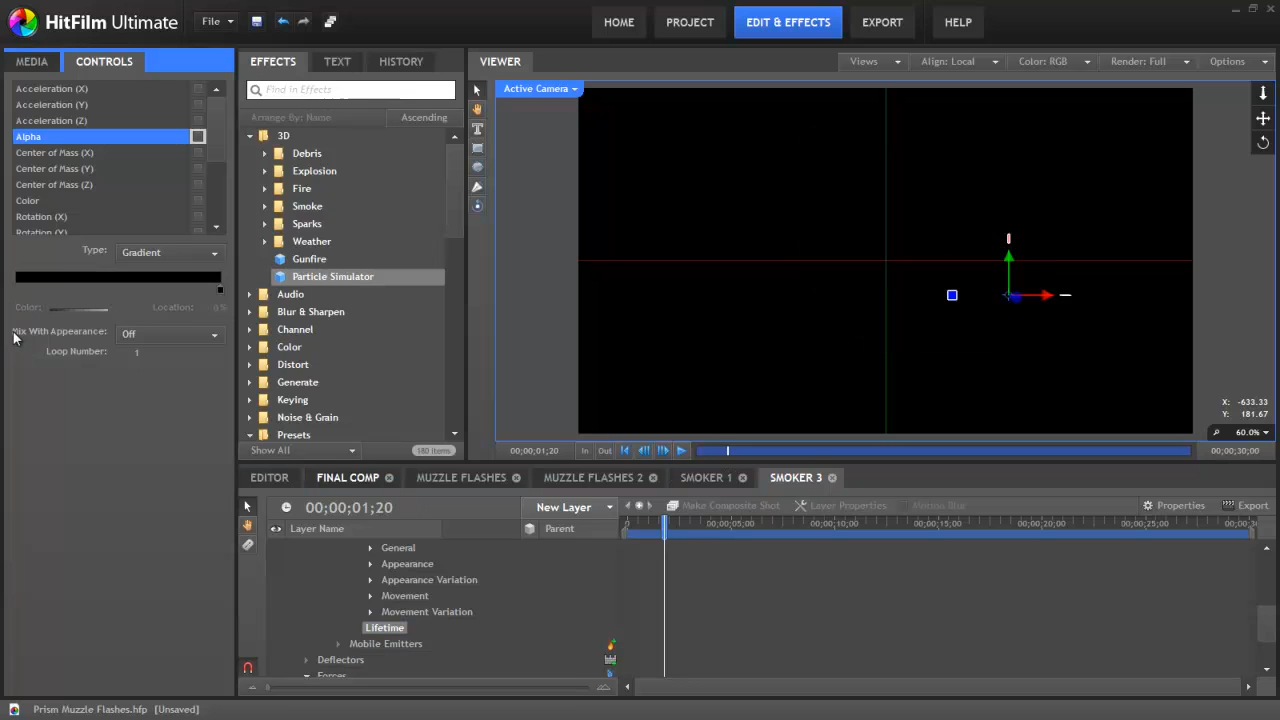 HitFilm Ultimate
File
HOME
PROJECT
EDIT & EFFECTS
EXPORT
HELP
MEDIA
CONTROLS
Acceleration (X)
Acceleration (Y)
Acceleration (Z)
Alpha
Center of Mass (X)
Center of Mass (Y)
Center of Mass (Z)
Color
Rotation (X)
Rotation (Y)
Type: Gradient
Color: Location: 0%
Mix With Appearance: Off
Loop Number: 1
EFFECTS
TEXT
HISTORY
Find in Effects
Arrange By: Name
Ascending
3D
Debris
Explosion
Fire
Smoke
Sparks
Weather
Gunfire
Particle Simulator
Audio
Blur & Sharpen
Channel
Color
Distort
Generate
Keying
Noise & Grain
Presets
Show All
180 Items
VIEWER
Views
Align: Local
Color: RGB
Render: Full
Options
Active Camera
X: -633.33
Y: 181.67
60.0%
00;00;01;20
In
Out
00;00;30;00
EDITOR
FINAL COMP
MUZZLE FLASHES
MUZZLE FLASHES 2
SMOKER 1
SMOKER 3
00;00;01;20
New Layer
Make Composite Shot
Layer Properties
Motion Blur
Properties
Export
Layer Name
Parent
0
00;00;05;00
00;00;10;00
00;00;15;00
00;00;20;00
00;00;25;00
General
Appearance
Appearance Variation
Movement
Movement Variation
Lifetime
Mobile Emitters
Deflectors
Forces
Prism Muzzle Flashes.hfp [Unsaved]